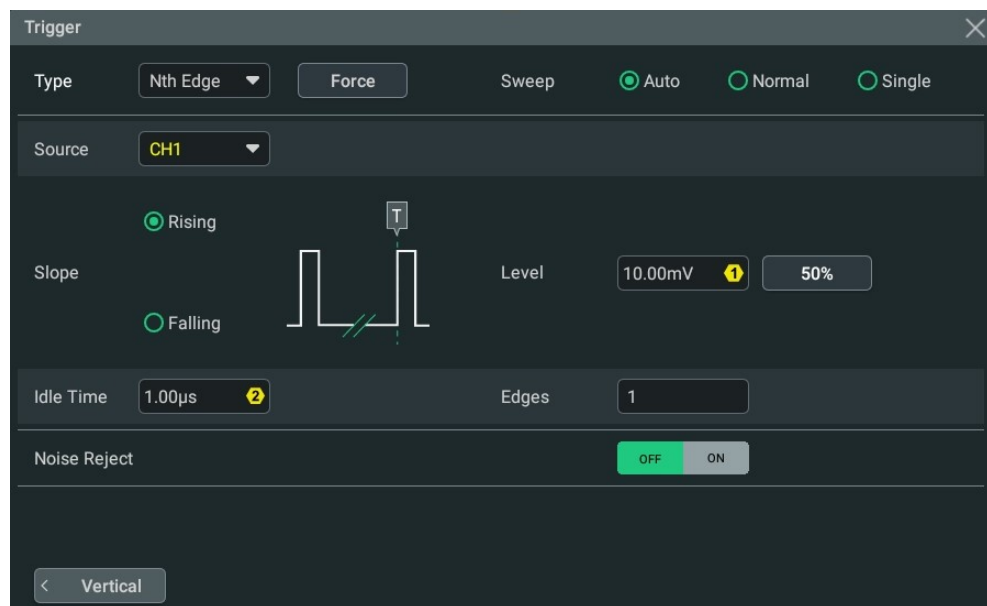 Trigger
Type Nth Edge Force Sweep Auto Normal Single
Source CH1
T
Rising
Slope Level 10.00mV 1 50%
Falling
Idle Time 1.00µs 2 Edges 1
Noise Reject OFF ON
< Vertical